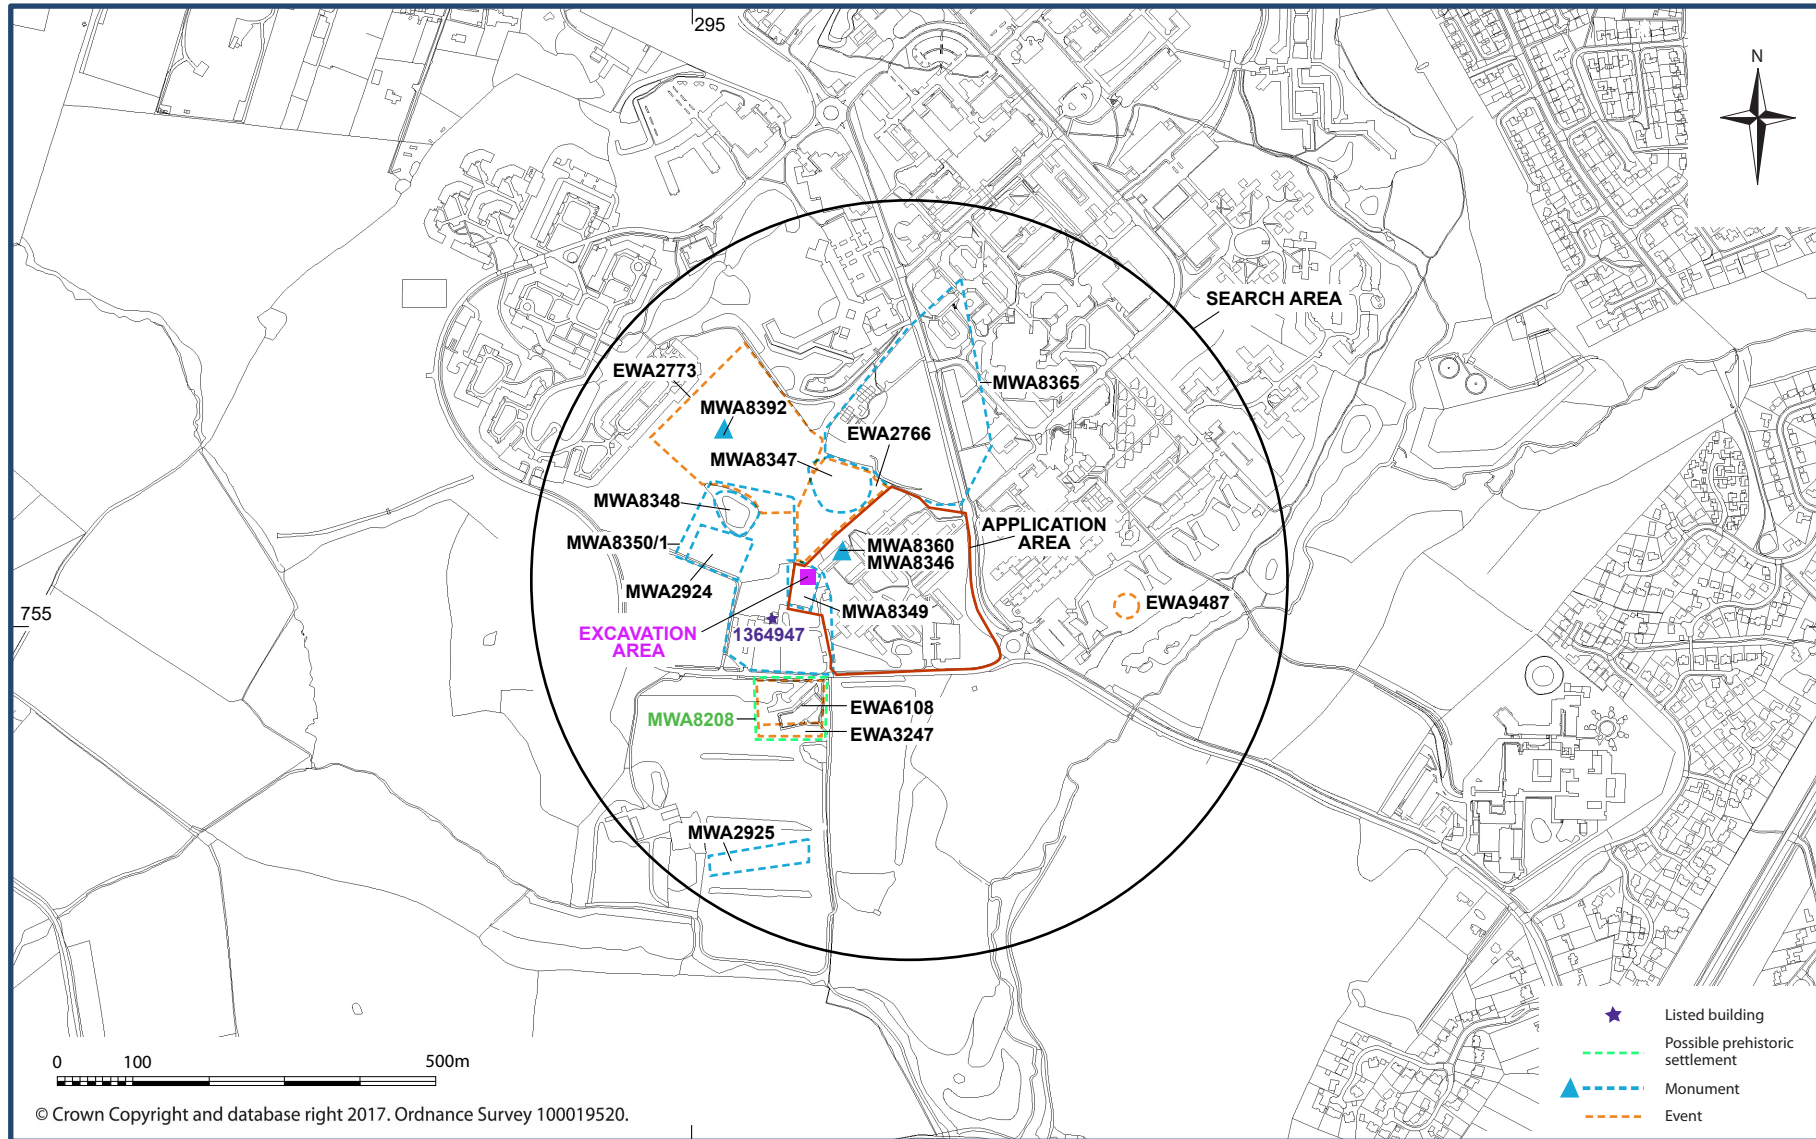 295
N
SEARCH AREA
EWA2773
MWA8365
MWA8392
EWA2766
MWA8347
MWA8348
APPLICATION
AREA
MWA8350/1
MWA8360
MWA8346
MWA2924
EWA9487
MWA8349
755
EXCAVATION
AREA
1364947
EWA6108
MWA8208
EWA3247
MWA2925
Listed building
Possible prehistoric
settlement
Monument
Event
0 100 500m
© Crown Copyright and database right 2017. Ordnance Survey 100019520.